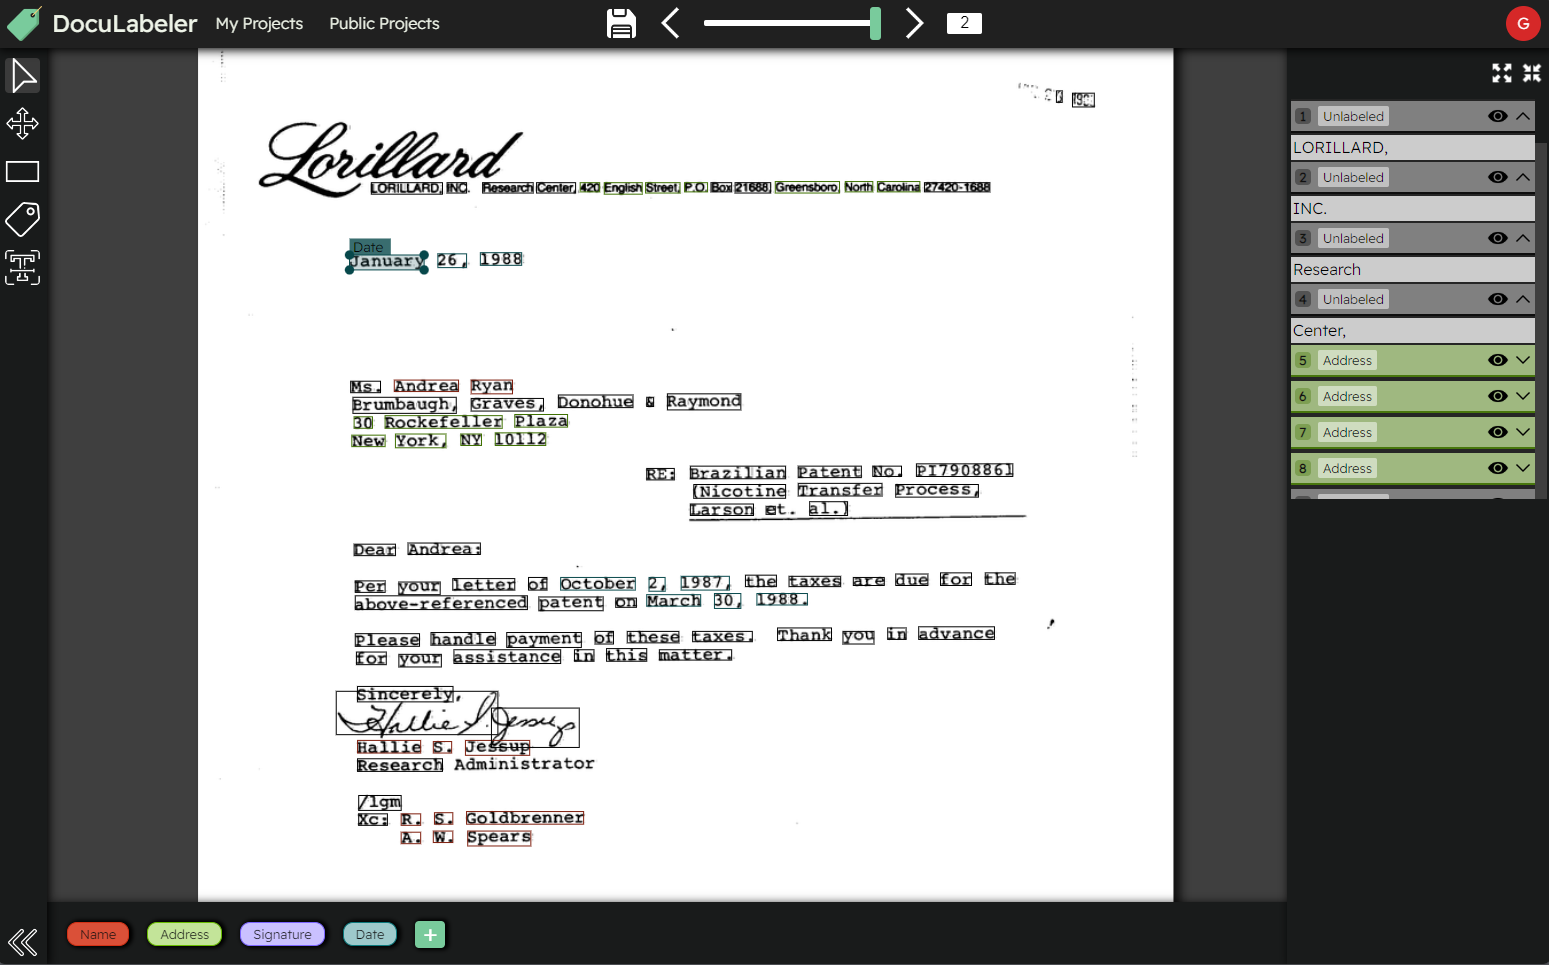 DocuLabeler My Projects Public Projects 2 G
198
Lorillard
LORILLARD, INC. Research Center, 420 English Street, P.O. Box 21688, Greensboro, North Carolina 27420-1688
Date
January 26, 1988
Ms. Andrea Ryan
Brumbaugh, Graves, Donohue & Raymond
30 Rockefeller Plaza
New York, NY 10112
RE: Brazilian Patent No. PI7908861
(Nicotine Transfer Process,
Larson et. al.)
Dear Andrea:
Per your letter of October 2, 1987, the taxes are due for the
above-referenced patent on March 30, 1988.
Please handle payment of these taxes. Thank you in advance
for your assistance in this matter.
Sincerely,
Hallie S. Jessup
Hallie S. Jessup
Research Administrator
/lgm
Xc: R. S. Goldbrenner
A. W. Spears
1 Unlabeled
LORILLARD,
2 Unlabeled
INC.
3 Unlabeled
Research
4 Unlabeled
Center,
5 Address
6 Address
7 Address
8 Address
Name Address Signature Date +